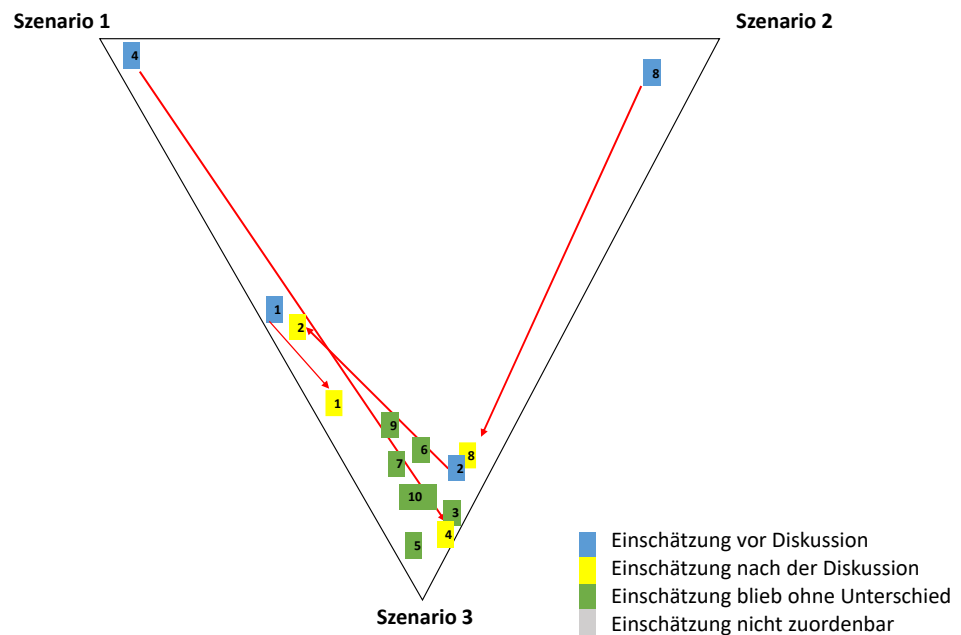 Szenario 1
Szenario 2
4
8
1
2
1
9
6
8
7
2
10
3
4
5
Szenario 3
Einschätzung vor Diskussion
Einschätzung nach der Diskussion
Einschätzung blieb ohne Unterschied
Einschätzung nicht zuordenbar